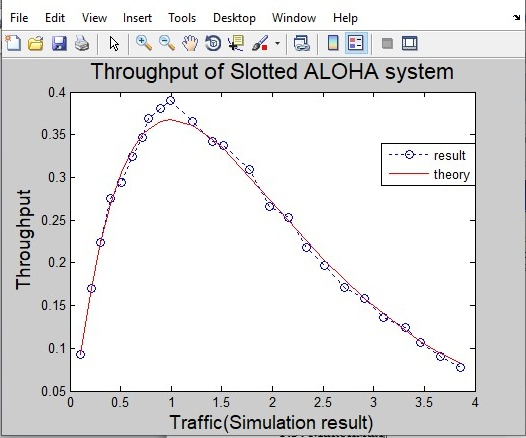 File Edit View Insert Tools Desktop Window Help
Throughput of Slotted ALOHA system
0.4
0.35
0.3
0.25
0.2
0.15
0.1
0.05
Throughput
result
theory
0 0.5 1 1.5 2 2.5 3 3.5 4
Traffic(Simulation result)